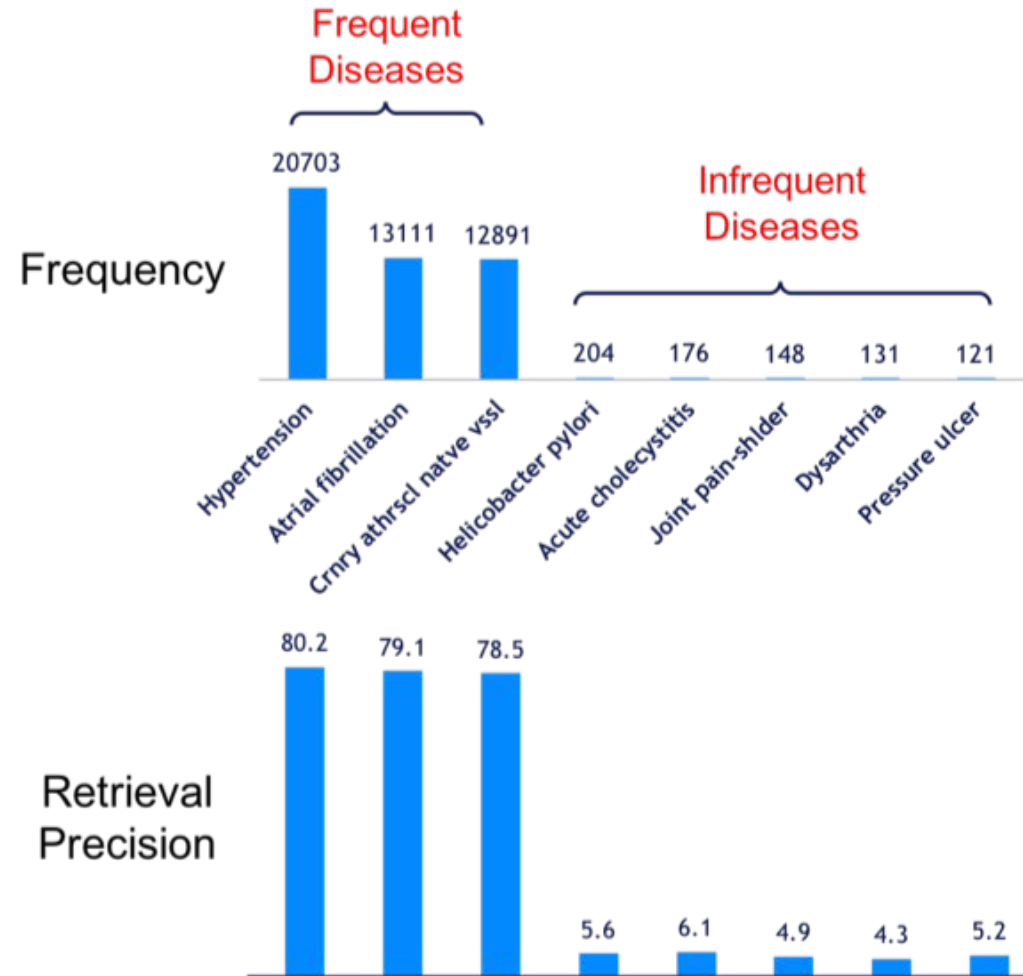 Frequent
Diseases
20703
Infrequent
Diseases
13111 12891
Frequency
204 176 148 131 121
Hypertension
Atrial fibrillation
Crnry athrscl natve vssl
Helicobacter pylori
Acute cholecystitis
Joint pain-shlder
Dysarthria
Pressure ulcer
80.2 79.1 78.5
Retrieval
Precision
5.6 6.1 4.9 4.3 5.2